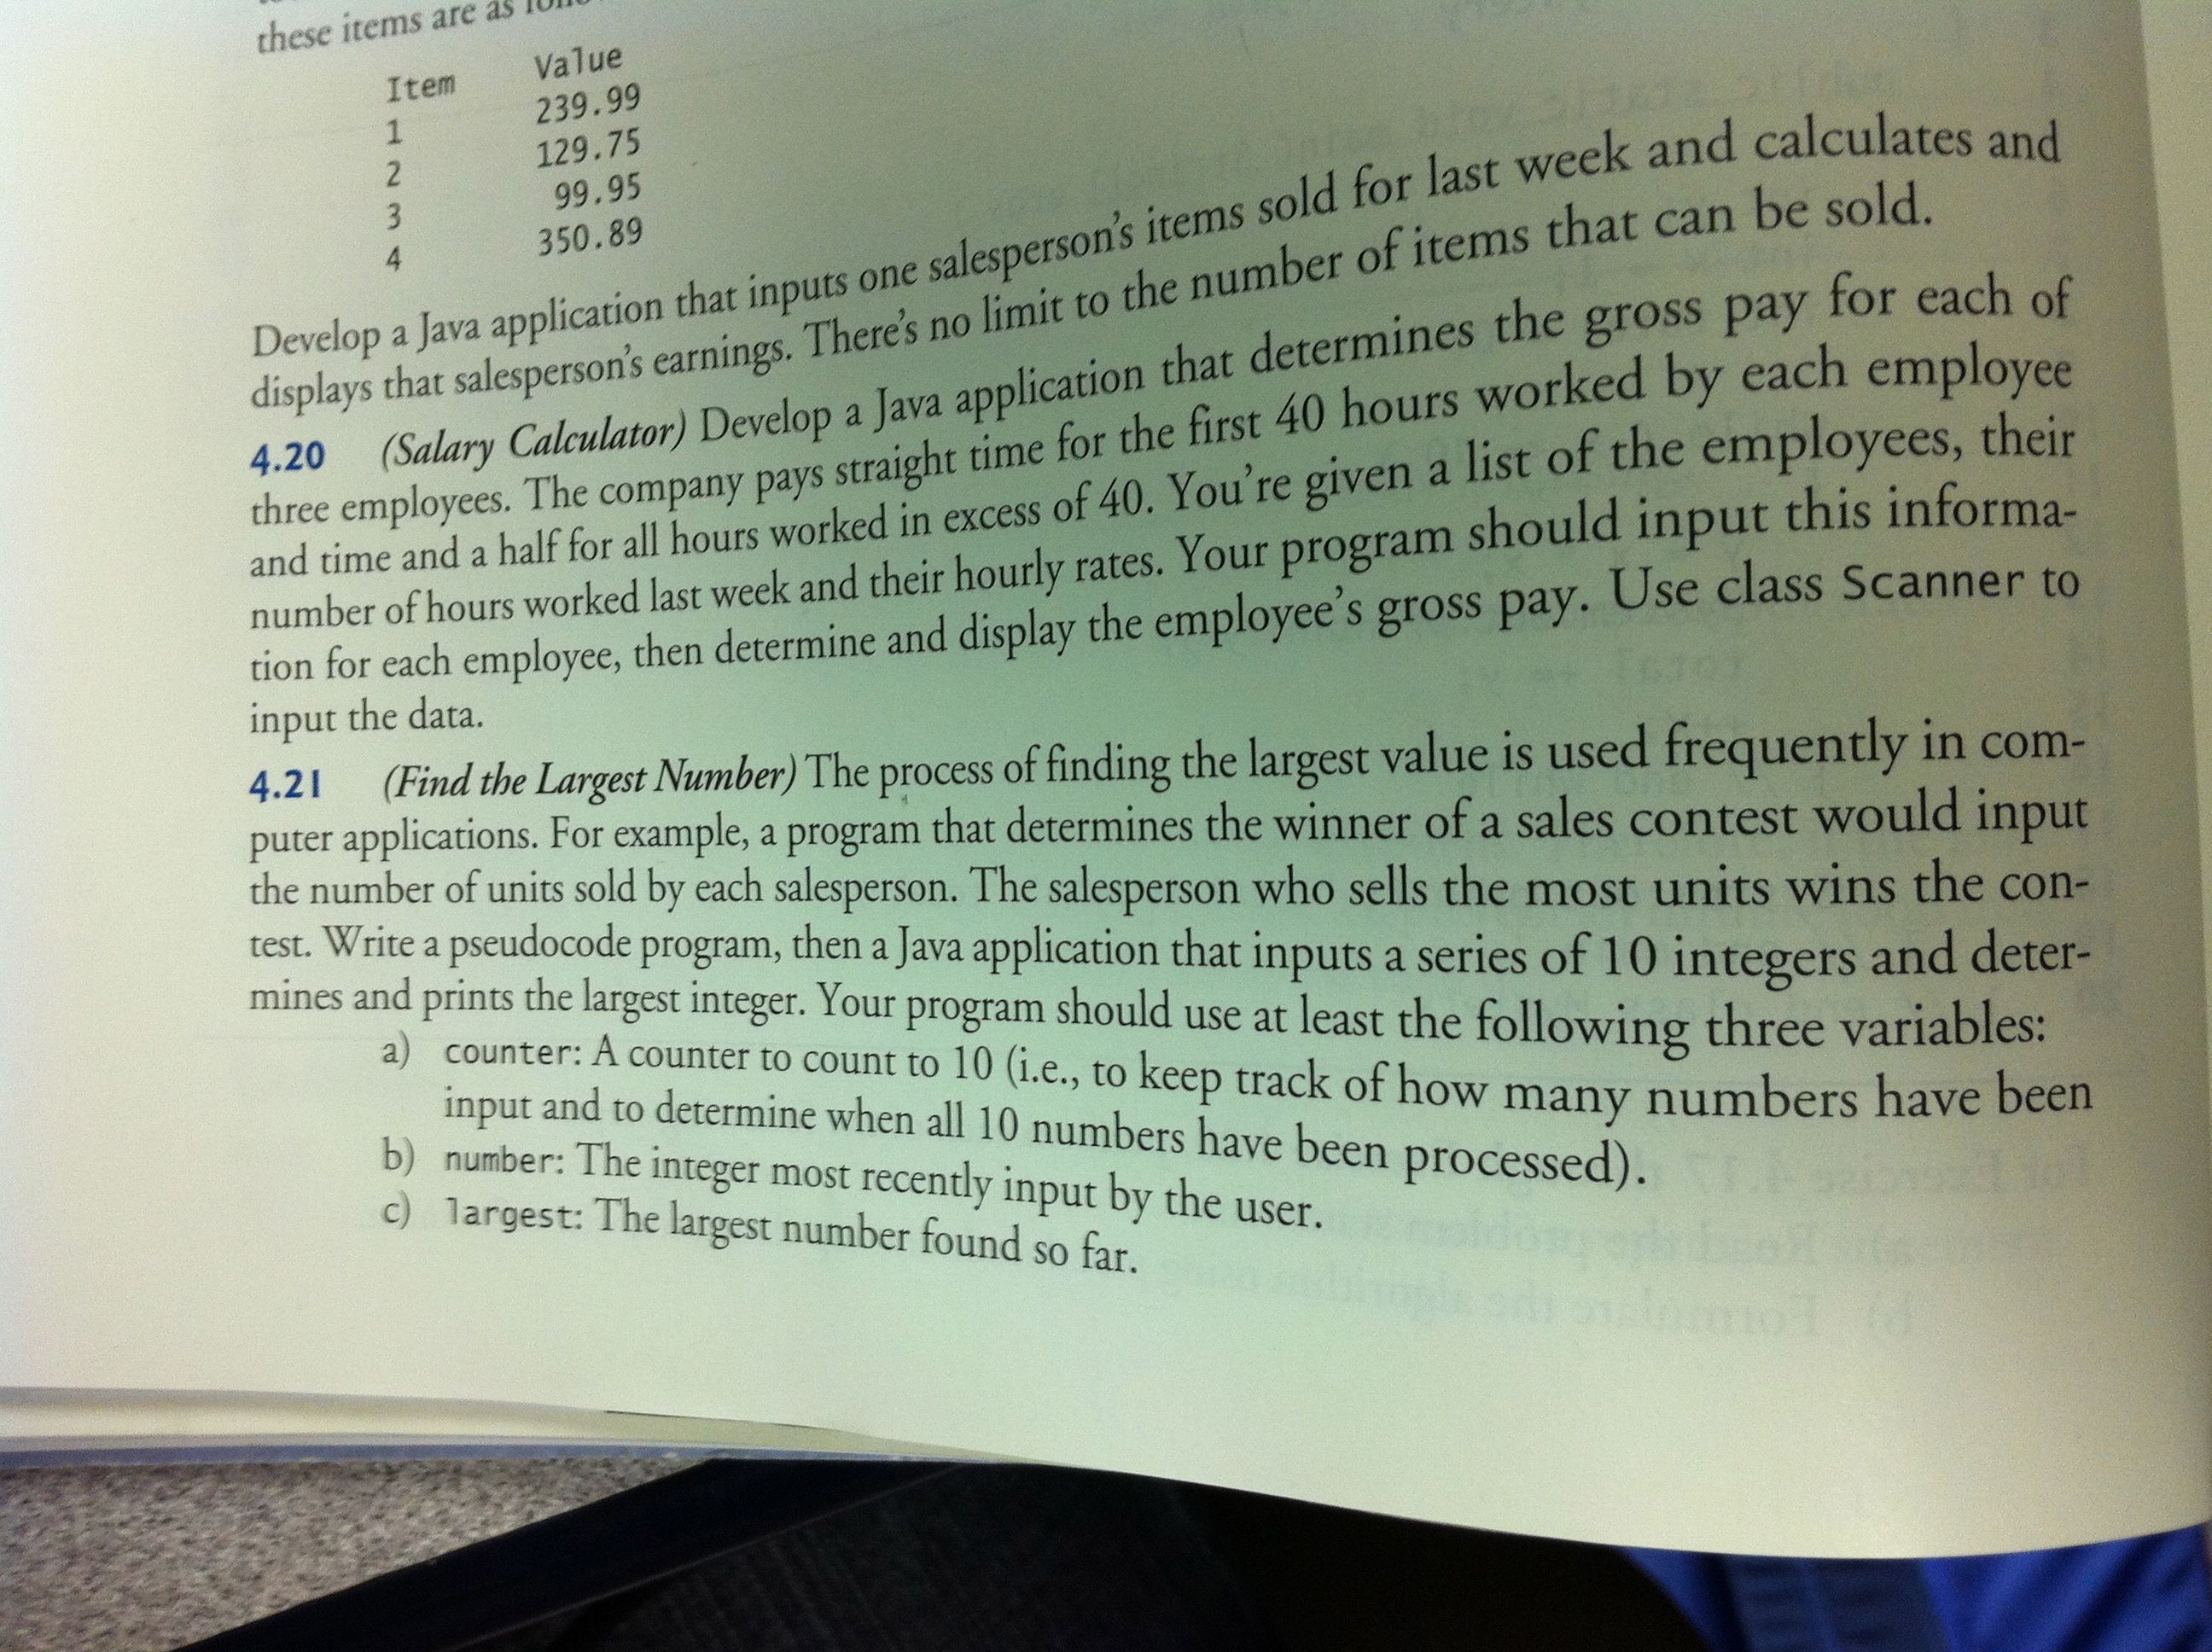 these items are as
Item Value
1 239.99
2 129.75
3 99.95
4 350.89
Develop a Java application that inputs one salesperson's items sold for last week and calculates and
displays that salesperson's earnings. There's no limit to the number of items that can be sold.
4.20 (Salary Calculator) Develop a Java application that determines the gross pay for each of
three employees. The company pays straight time for the first 40 hours worked by each employee
and time and a half for all hours worked in excess of 40. You're given a list of the employees, their
number of hours worked last week and their hourly rates. Your program should input this informa-
tion for each employee, then determine and display the employee's gross pay. Use class Scanner to
input the data.
4.21 (Find the Largest Number) The process of finding the largest value is used frequently in com-
puter applications. For example, a program that determines the winner of a sales contest would input
the number of units sold by each salesperson. The salesperson who sells the most units wins the con-
test. Write a pseudocode program, then a Java application that inputs a series of 10 integers and deter-
mines and prints the largest integer. Your program should use at least the following three variables:
a) counter: A counter to count to 10 (i.e., to keep track of how many numbers have been
input and to determine when all 10 numbers have been processed).
b) number: The integer most recently input by the user.
c) largest: The largest number found so far.